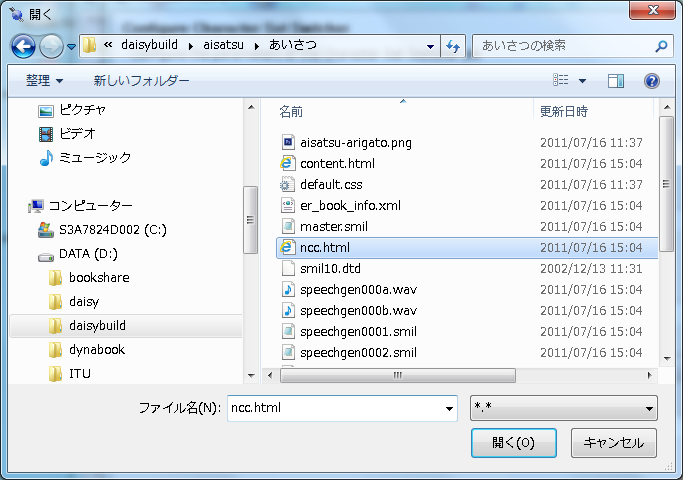 開く
Configure Character Set Switcher
« daisybuild ▸ aisatsu ▸ あいさつ
あいさつの検索
整理 ▼ 新しいフォルダー
ピクチャ
ビデオ
ミュージック
コンピューター
S3A7824D002 (C:)
DATA (D:)
bookshare
daisy
daisybuild
dynabook
ITU
名前 更新日時
aisatsu-arigato.png 2011/07/16 11:37
content.html 2011/07/16 15:04
default.css 2011/07/16 11:37
er_book_info.xml 2011/07/16 15:04
master.smil 2011/07/16 15:04
ncc.html 2011/07/16 15:04
smil10.dtd 2002/12/13 11:31
speechgen000a.wav 2011/07/16 15:04
speechgen000b.wav 2011/07/16 15:04
speechgen0001.smil 2011/07/16 15:04
speechgen0002.smil 2011/07/16 15:04
ファイル名(N): ncc.html *.*
開く(O) キャンセル